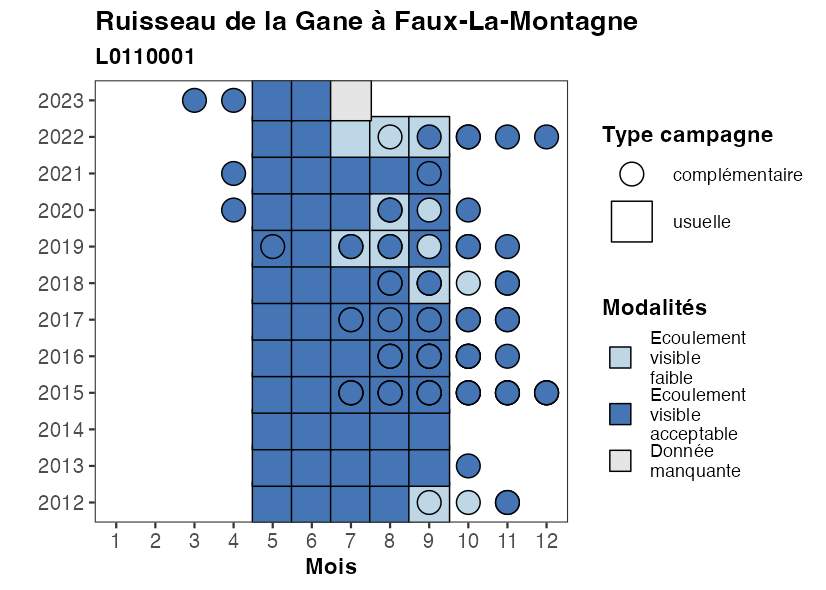 Ruisseau de la Gane à Faux-La-Montagne
L0110001
2023
2022
2021
2020
2019
2018
2017
2016
2015
2014
2013
2012
1 2 3 4 5 6 7 8 9 10 11 12
Mois
Type campagne
complémentaire
usuelle
Modalités
Ecoulement
visible
faible
Ecoulement
visible
acceptable
Donnée
manquante